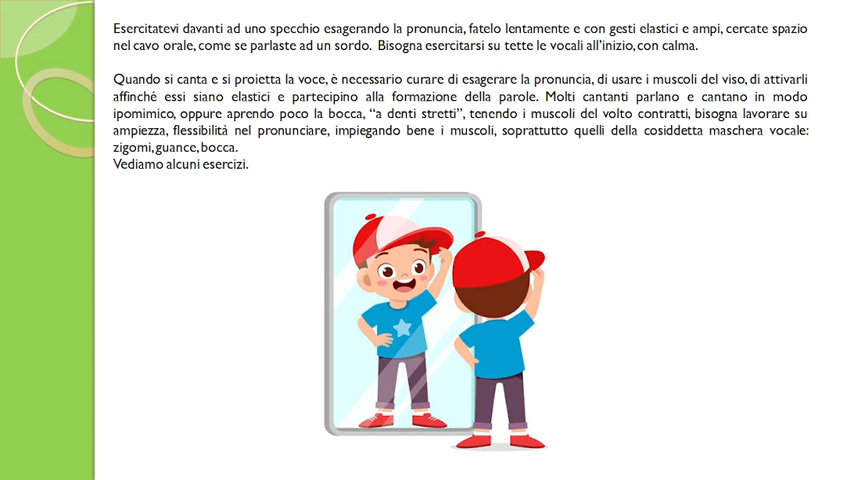 Esercitatevi davanti ad uno specchio esagerando la pronuncia, fatelo lentamente e con gesti elastici e ampi, cercate spazio
nel cavo orale, come se parlaste ad un sordo. Bisogna esercitarsi su tette le vocali all'inizio, con calma.
Quando si canta e si proietta la voce, è necessario curare di esagerare la pronuncia, di usare i muscoli del viso, di attivarli
affinché essi siano elastici e partecipino alla formazione della parole. Molti cantanti parlano e cantano in modo
ipomimico, oppure aprendo poco la bocca, "a denti stretti", tenendo i muscoli del volto contratti, bisogna lavorare su
ampiezza, flessibilità nel pronunciare, impiegando bene i muscoli, soprattutto quelli della cosiddetta maschera vocale:
zigomi, guance, bocca.
Vediamo alcuni esercizi.